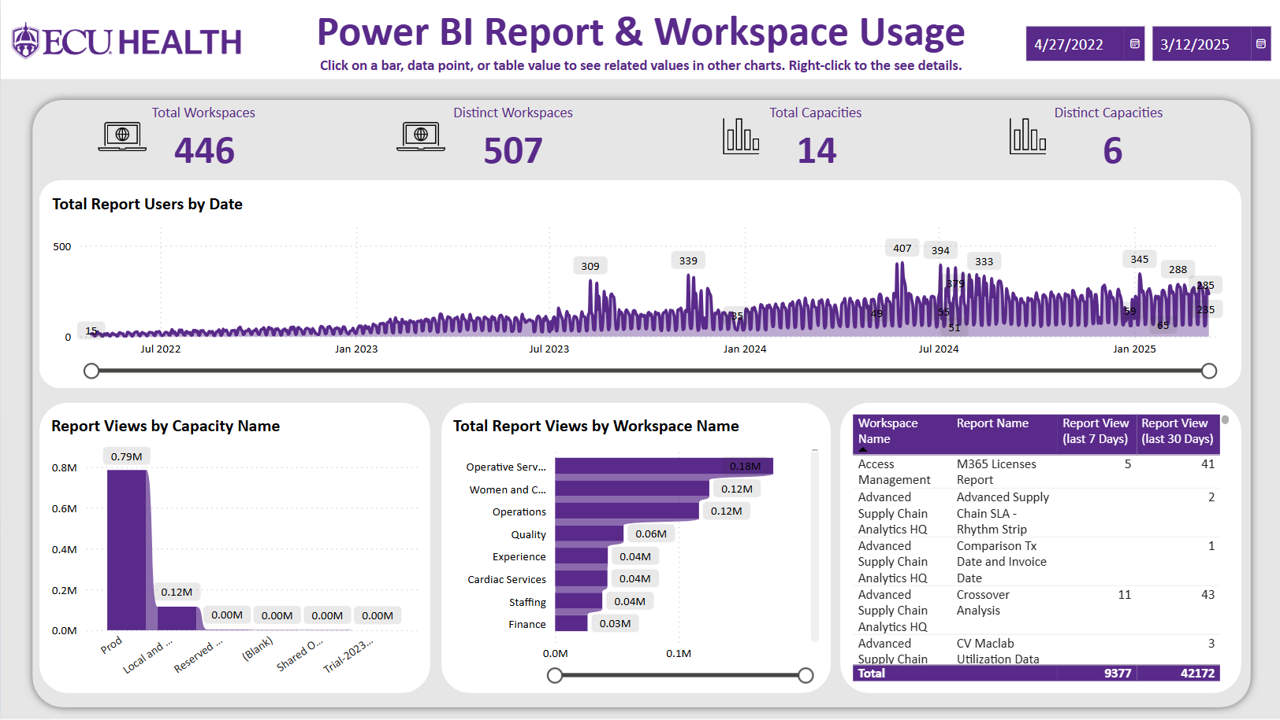 ECU HEALTH
Power BI Report & Workspace Usage
Click on a bar, data point, or table value to see related values in other charts. Right-click to the see details.
4/27/2022
3/12/2025
Total Workspaces
446
Distinct Workspaces
507
Total Capacities
14
Distinct Capacities
6
Total Report Users by Date
500
0
15
309
339
35
49
407
394
379
55
51
333
345
59
288
65
285
235
Jul 2022
Jan 2023
Jul 2023
Jan 2024
Jul 2024
Jan 2025
Report Views by Capacity Name
0.8M
0.6M
0.4M
0.2M
0.0M
0.79M
0.12M
0.00M
0.00M
0.00M
0.00M
Prod
Local and ...
Reserved ...
(Blank)
Shared O...
Trial-2023...
Total Report Views by Workspace Name
Operative Serv... 0.18M
Women and C... 0.12M
Operations 0.12M
Quality 0.06M
Experience 0.04M
Cardiac Services 0.04M
Staffing 0.04M
Finance 0.03M
0.0M 0.1M
Workspace Report Name Report View Report View
Name (last 7 Days) (last 30 Days)
Access M365 Licenses 5 41
Management Report
Advanced Advanced Supply 2
Supply Chain Chain SLA -
Analytics HQ Rhythm Strip
Advanced Comparison Tx 1
Supply Chain Date and Invoice
Analytics HQ Date
Advanced Crossover 11 43
Supply Chain Analysis
Analytics HQ
Advanced CV Maclab 3
Supply Chain Utilization Data
Total 9377 42172